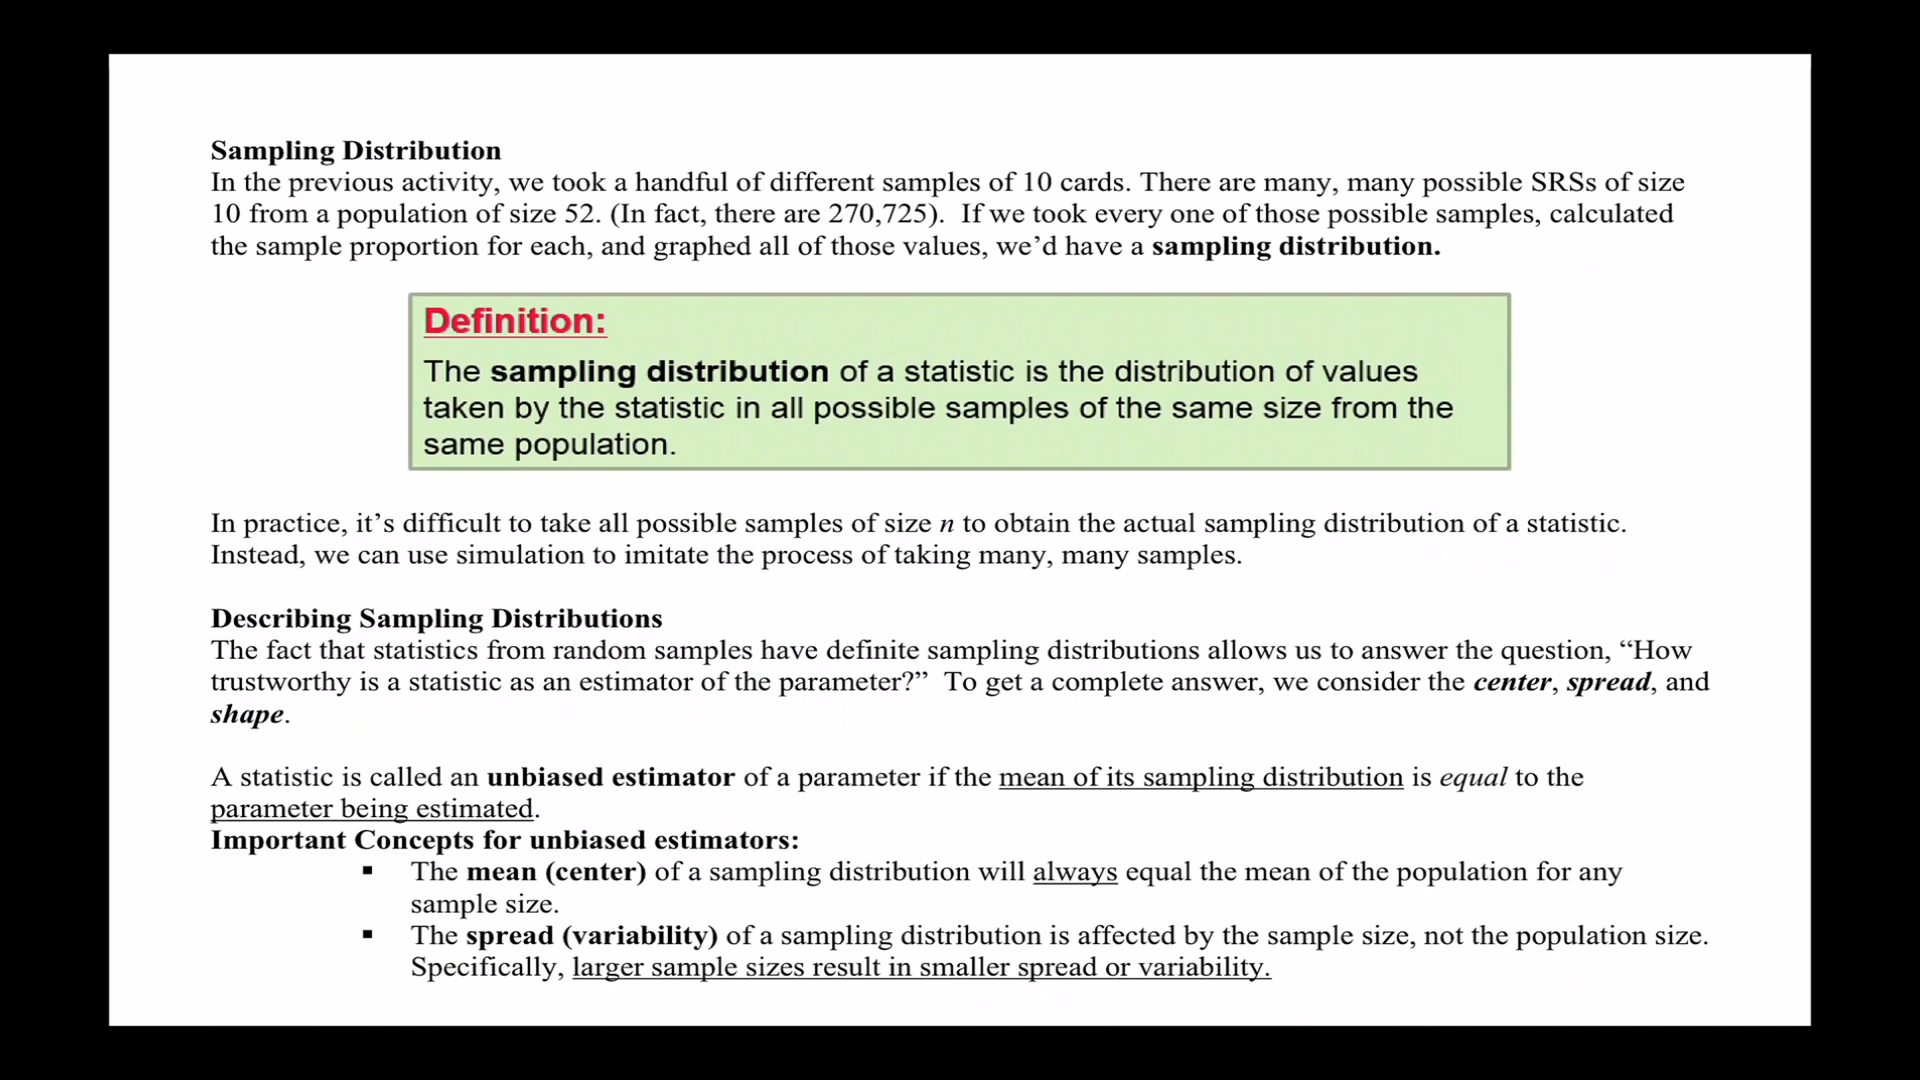 Sampling Distribution
In the previous activity, we took a handful of different samples of 10 cards. There are many, many possible SRSs of size
10 from a population of size 52. (In fact, there are 270,725).  If we took every one of those possible samples, calculated
the sample proportion for each, and graphed all of those values, we’d have a sampling distribution.
Definition:
The sampling distribution of a statistic is the distribution of values
taken by the statistic in all possible samples of the same size from the
same population.
In practice, it’s difficult to take all possible samples of size n to obtain the actual sampling distribution of a statistic.
Instead, we can use simulation to imitate the process of taking many, many samples.
Describing Sampling Distributions
The fact that statistics from random samples have definite sampling distributions allows us to answer the question, “How
trustworthy is a statistic as an estimator of the parameter?”  To get a complete answer, we consider the center, spread, and
shape.
A statistic is called an unbiased estimator of a parameter if the mean of its sampling distribution is equal to the
parameter being estimated.
Important Concepts for unbiased estimators:
▪ The mean (center) of a sampling distribution will always equal the mean of the population for any
sample size.
▪ The spread (variability) of a sampling distribution is affected by the sample size, not the population size.
Specifically, larger sample sizes result in smaller spread or variability.